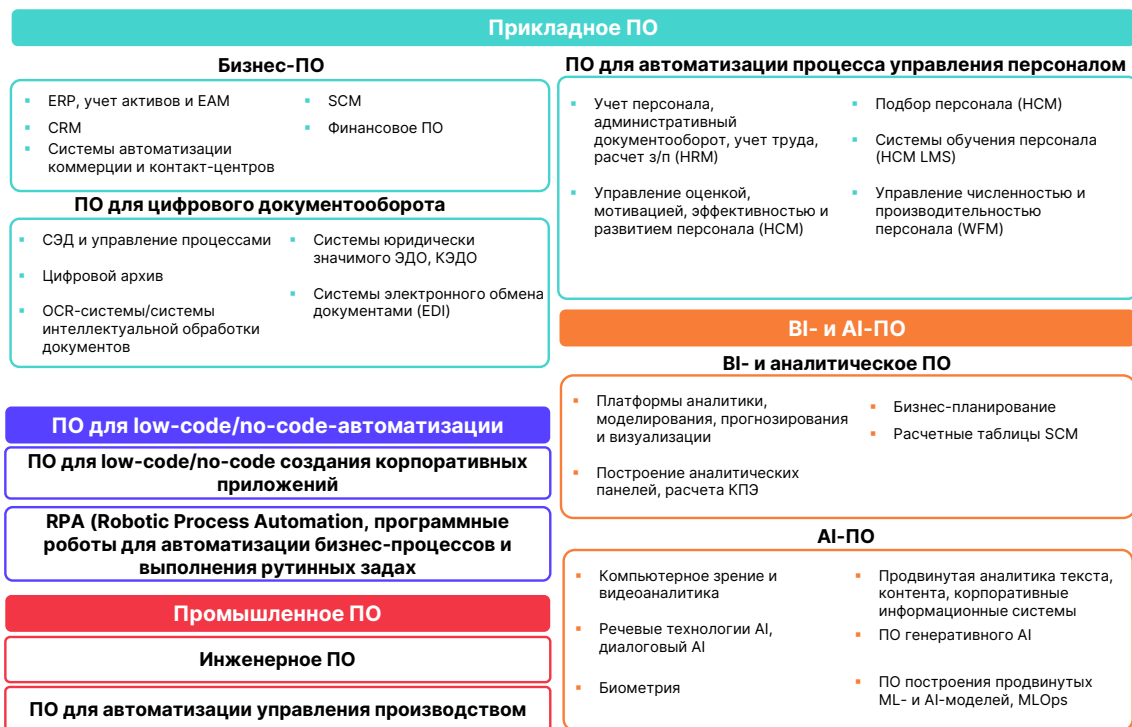 Прикладное ПО
Бизнес-ПО
ERP, учет активов и EAM
CRM
Системы автоматизации
коммерции и контакт-центров
SCM
Финансовое ПО
ПО для цифрового документооборота
СЭД и управление процессами
Цифровой архив
OCR-системы/системы
интеллектуальной обработки
документов
Системы юридически
значимого ЭДО, КЭДО
Системы электронного обмена
документами (EDI)
ПО для автоматизации процесса управления персоналом
Учет персонала,
административный
документооборот, учет труда,
расчет з/п (HRM)
Управление оценкой,
мотивацией, эффективностью и
развитием персонала (HCM)
Подбор персонала (HCM)
Системы обучения персонала
(HCM LMS)
Управление численностью и
производительностью
персонала (WFM)
ПО для low-code/no-code-автоматизации
ПО для low-code/no-code создания корпоративных
приложений
RPA (Robotic Process Automation, программные
роботы для автоматизации бизнес-процессов и
выполнения рутинных задах
Промышленное ПО
Инженерное ПО
ПО для автоматизации управления производством
BI- и AI-ПО
BI- и аналитическое ПО
Платформы аналитики,
моделирования, прогнозирования
и визуализации
Построение аналитических
панелей, расчета КПЭ
Бизнес-планирование
Расчетные таблицы SCM
AI-ПО
Компьютерное зрение и
видеоаналитика
Речевые технологии AI,
диалоговый AI
Биометрия
Продвинутая аналитика текста,
контента, корпоративные
информационные системы
ПО генеративного AI
ПО построения продвинутых
ML- и AI-моделей, MLOps